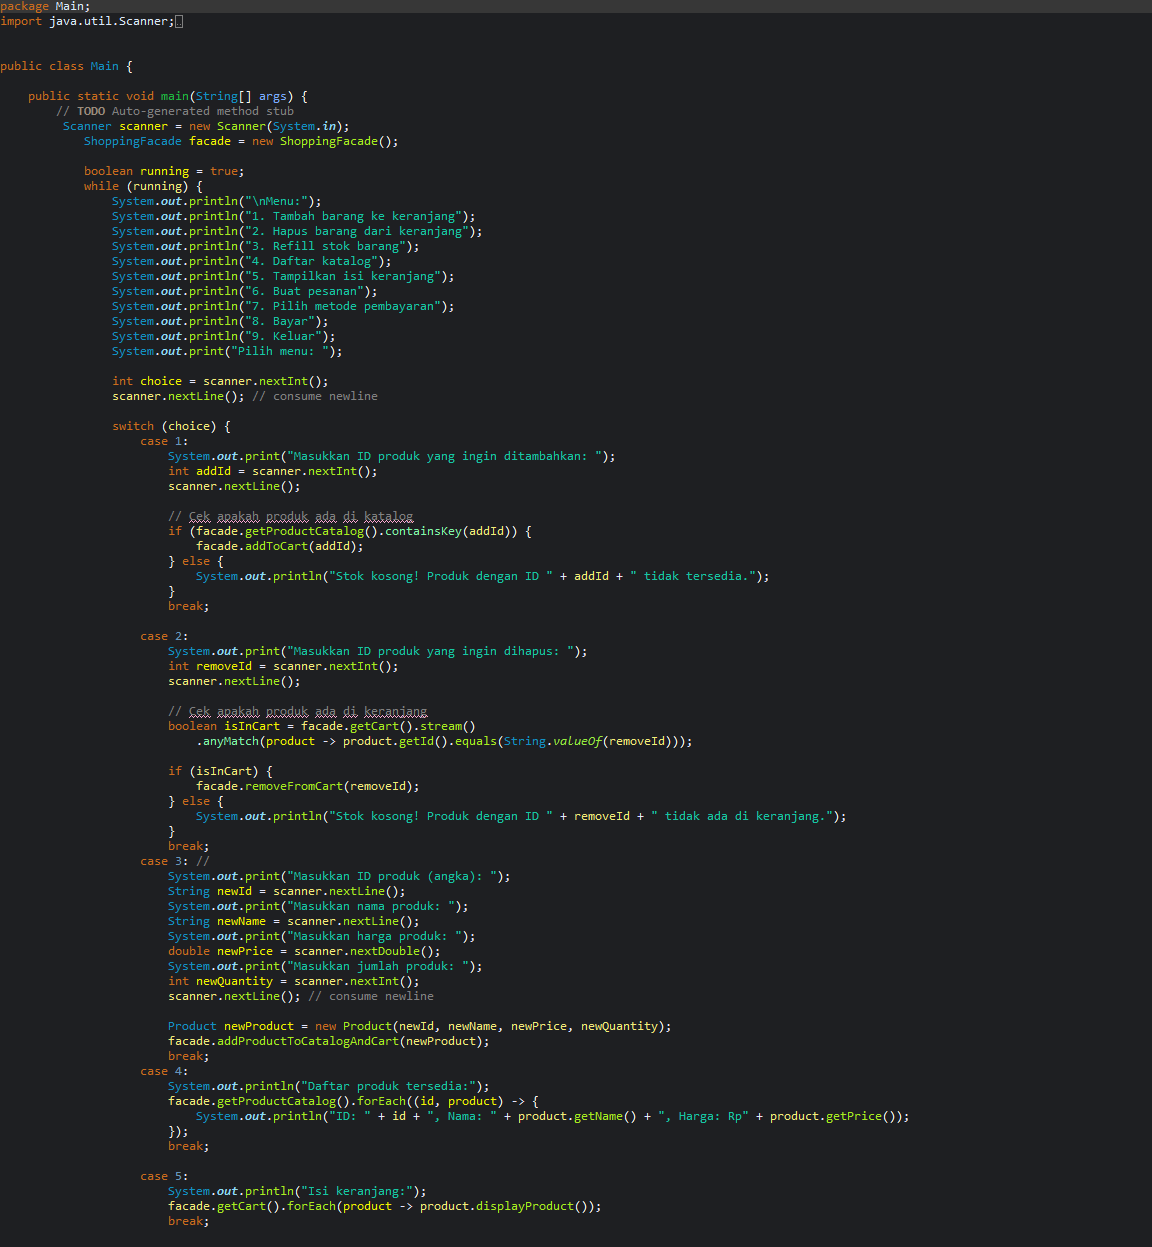 package Main;
import java.util.Scanner;
public class Main {
public static void main(String[] args) {
// TODO Auto-generated method stub
Scanner scanner = new Scanner(System.in);
ShoppingFacade facade = new ShoppingFacade();
boolean running = true;
while (running) {
System.out.println("\nMenu:");
System.out.println("1. Tambah barang ke keranjang");
System.out.println("2. Hapus barang dari keranjang");
System.out.println("3. Refill stok barang");
System.out.println("4. Daftar katalog");
System.out.println("5. Tampilkan isi keranjang");
System.out.println("6. Buat pesanan");
System.out.println("7. Pilih metode pembayaran");
System.out.println("8. Bayar");
System.out.println("9. Keluar");
System.out.print("Pilih menu: ");
int choice = scanner.nextInt();
scanner.nextLine(); // consume newline
switch (choice) {
case 1:
System.out.print("Masukkan ID produk yang ingin ditambahkan: ");
int addId = scanner.nextInt();
scanner.nextLine();
// Cek apakah produk ada di katalog
if (facade.getProductCatalog().containsKey(addId)) {
facade.addToCart(addId);
} else {
System.out.println("Stok kosong! Produk dengan ID " + addId + " tidak tersedia.");
}
break;
case 2:
System.out.print("Masukkan ID produk yang ingin dihapus: ");
int removeId = scanner.nextInt();
scanner.nextLine();
// Cek apakah produk ada di keranjang
boolean isInCart = facade.getCart().stream()
.anyMatch(product -> product.getId().equals(String.valueOf(removeId)));
if (isInCart) {
facade.removeFromCart(removeId);
} else {
System.out.println("Stok kosong! Produk dengan ID " + removeId + " tidak ada di keranjang.");
}
break;
case 3: //
System.out.print("Masukkan ID produk (angka): ");
String newId = scanner.nextLine();
System.out.print("Masukkan nama produk: ");
String newName = scanner.nextLine();
System.out.print("Masukkan harga produk: ");
double newPrice = scanner.nextDouble();
System.out.print("Masukkan jumlah produk: ");
int newQuantity = scanner.nextInt();
scanner.nextLine(); // consume newline
Product newProduct = new Product(newId, newName, newPrice, newQuantity);
facade.addProductToCatalogAndCart(newProduct);
break;
case 4:
System.out.println("Daftar produk tersedia:");
facade.getProductCatalog().forEach((id, product) -> {
System.out.println("ID: " + id + ", Nama: " + product.getName() + ", Harga: Rp" + product.getPrice());
});
break;
case 5:
System.out.println("Isi keranjang:");
facade.getCart().forEach(product -> product.displayProduct());
break;